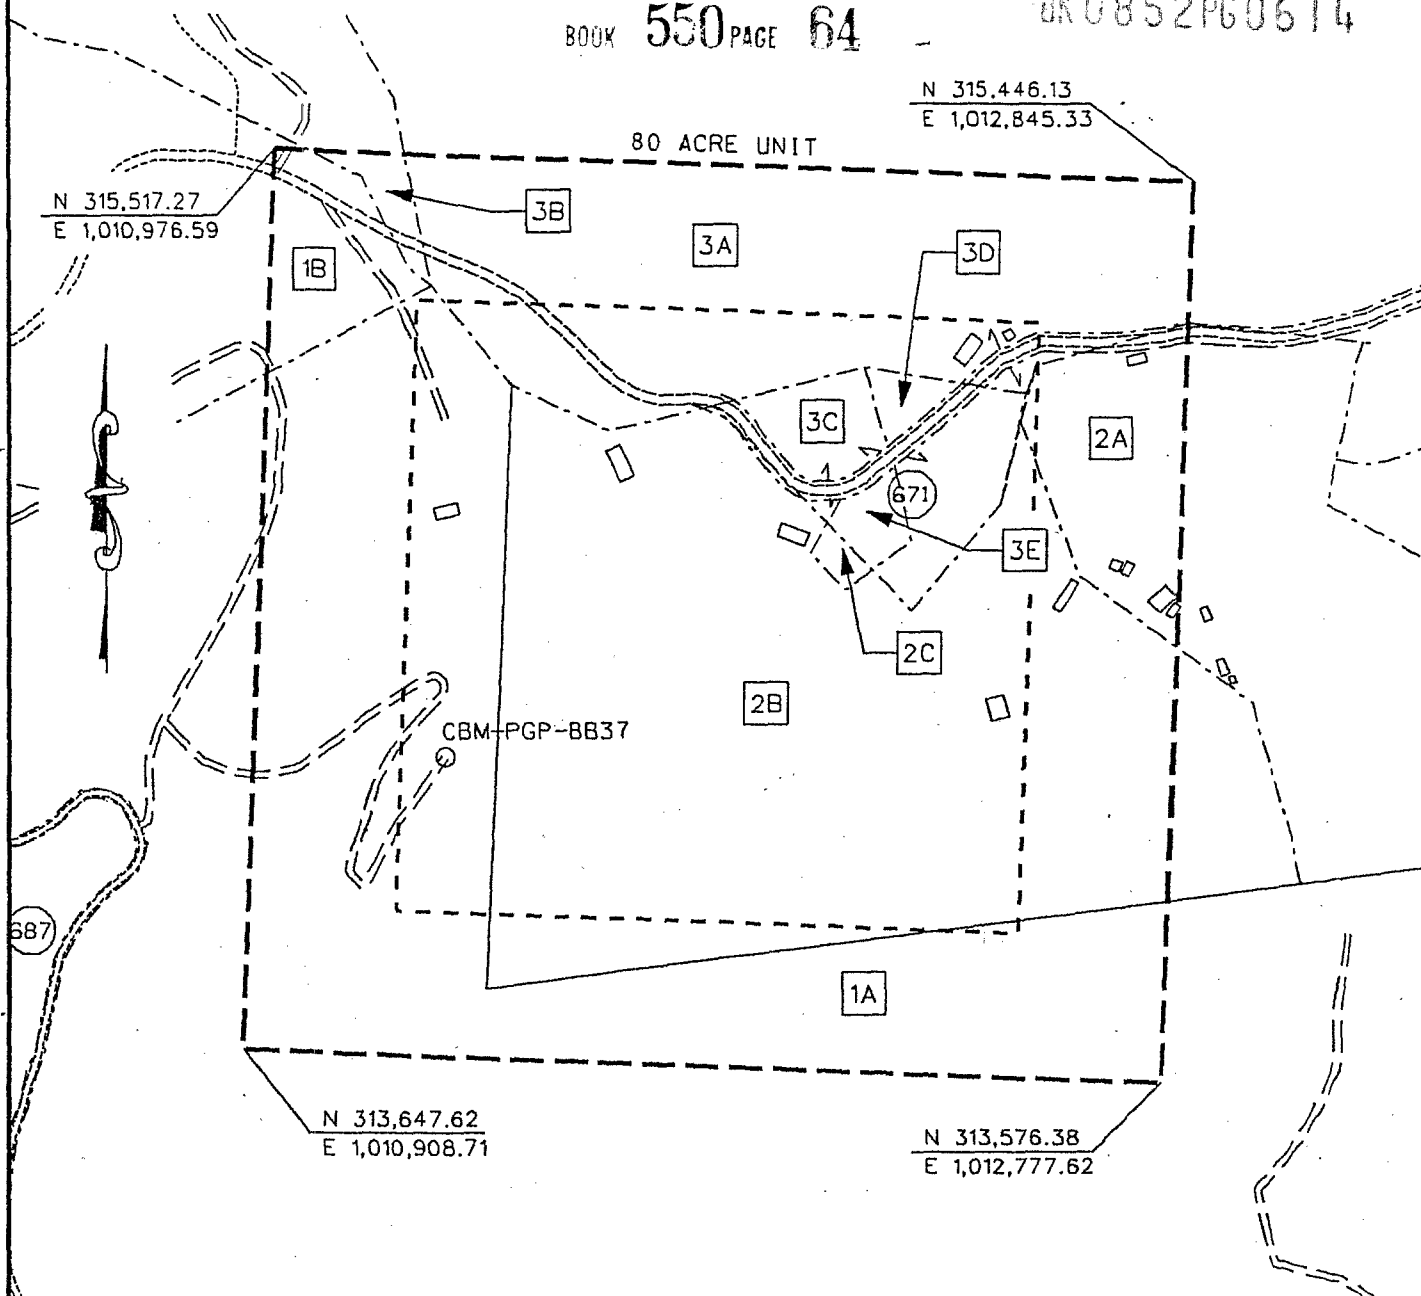 BOOK 550 PAGE 64
BK0852PG0614
N 315,446.13
E 1,012,845.33
80 ACRE UNIT
N 315,517.27
E 1,010,976.59
3B
3A
3D
1B
3C
2A
671
3E
2C
2B
CBM-PGP-BB37
687
1A
N 313,647.62
E 1,010,908.71
N 313,576.38
E 1,012,777.62